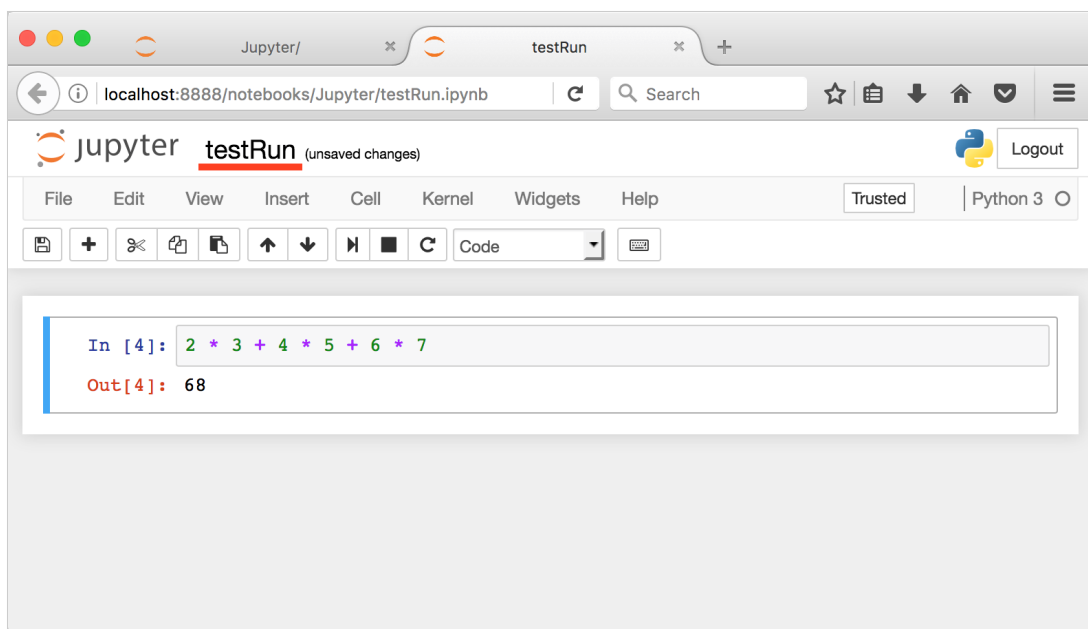 Jupyter/ testRun
localhost:8888/notebooks/Jupyter/testRun.ipynb Search
jupyter testRun (unsaved changes) Logout
File Edit View Insert Cell Kernel Widgets Help Trusted Python 3
Code
In [4]: 2 * 3 + 4 * 5 + 6 * 7
Out[4]: 68